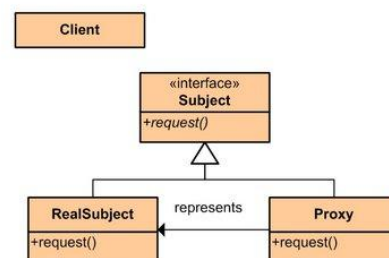 Client
«interface»
Subject
+request()
represents
RealSubject
Proxy
+request()
+request()